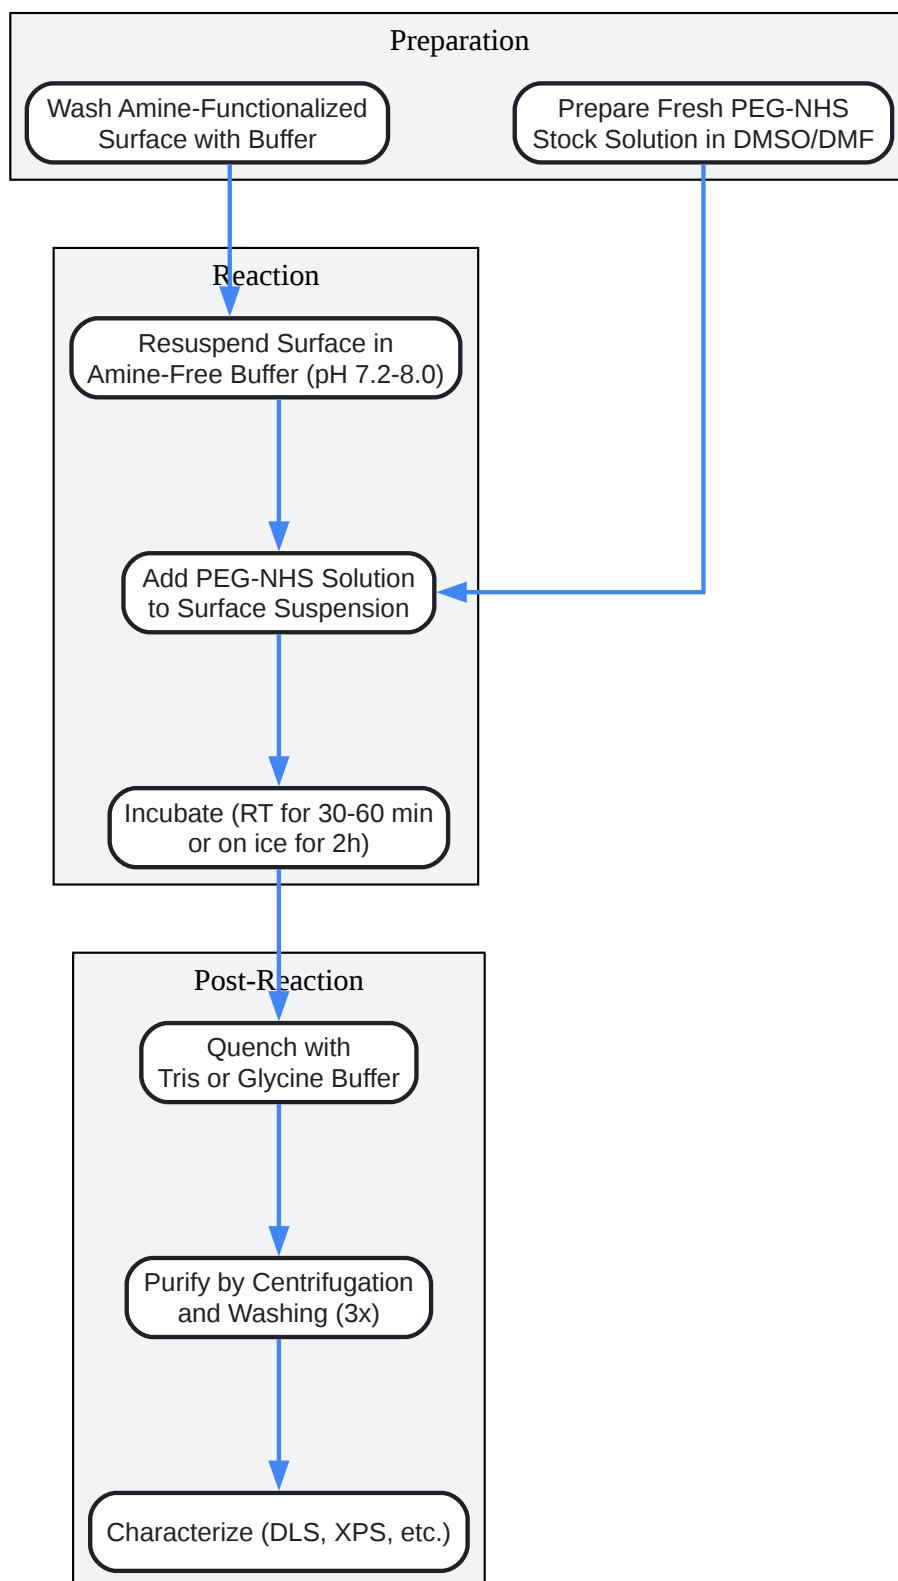 Preparation
Wash Amine-Functionalized
Surface with Buffer
Prepare Fresh PEG-NHS
Stock Solution in DMSO/DMF
Reaction
Resuspend Surface in
Amine-Free Buffer (pH 7.2-8.0)
Add PEG-NHS Solution
to Surface Suspension
Incubate (RT for 30-60 min
or on ice for 2h)
Post-Reaction
Quench with
Tris or Glycine Buffer
Purify by Centrifugation
and Washing (3x)
Characterize (DLS, XPS, etc.)